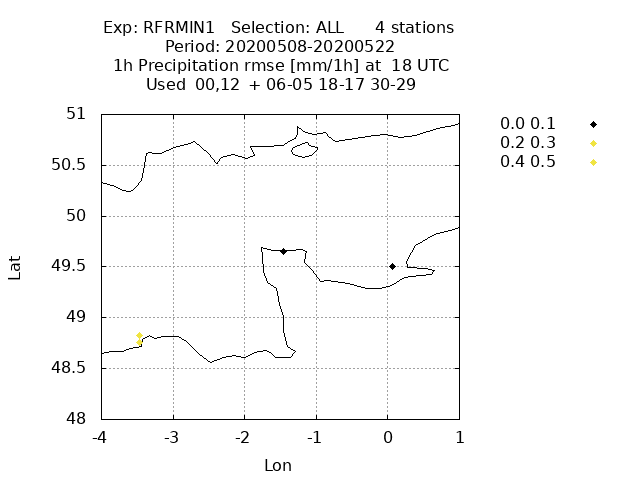 Exp: RFRMIN1   Selection: ALL      4 stations
Period: 20200508-20200522
1h Precipitation rmse [mm/1h] at  18 UTC
Used  00,12  + 06-05 18-17 30-29
0.0 0.1
0.2 0.3
0.4 0.5
51
50.5
50
49.5
49
48.5
48
Lat
-4 -3 -2 -1 0 1
Lon